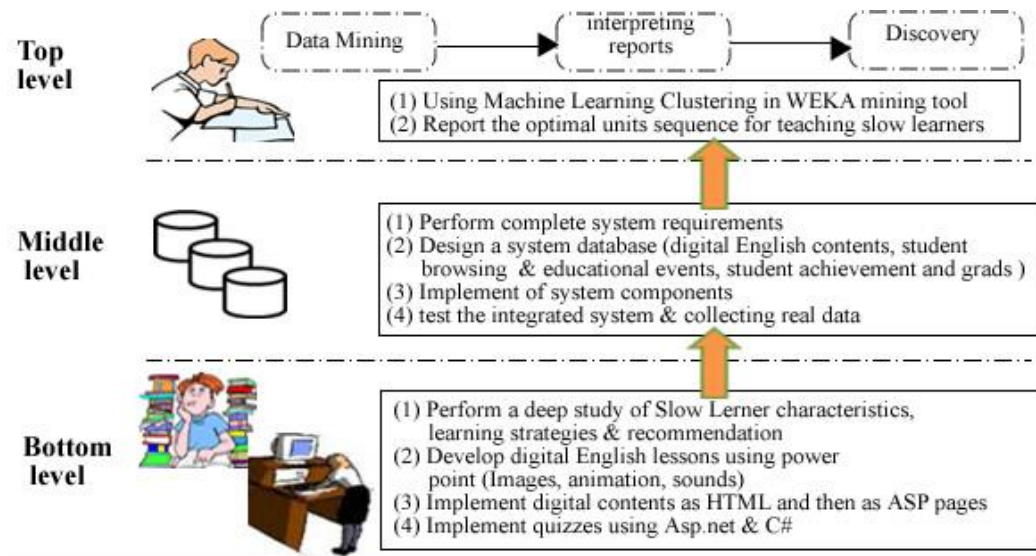 Top
level
Data Mining
interpreting
reports
Discovery
(1) Using Machine Learning Clustering in WEKA mining tool
(2) Report the optimal units sequence for teaching slow learners
Middle
level
(1) Perform complete system requirements
(2) Design a system database (digital English contents, student
browsing & educational events, student achievement and grads )
(3) Implement of system components
(4) test the integrated system & collecting real data
Bottom
level
(1) Perform a deep study of Slow Lerner characteristics,
learning strategies & recommendation
(2) Develop digital English lessons using power
point (Images, animation, sounds)
(3) Implement digital contents as HTML and then as ASP pages
(4) Implement quizzes using Asp.net & C#